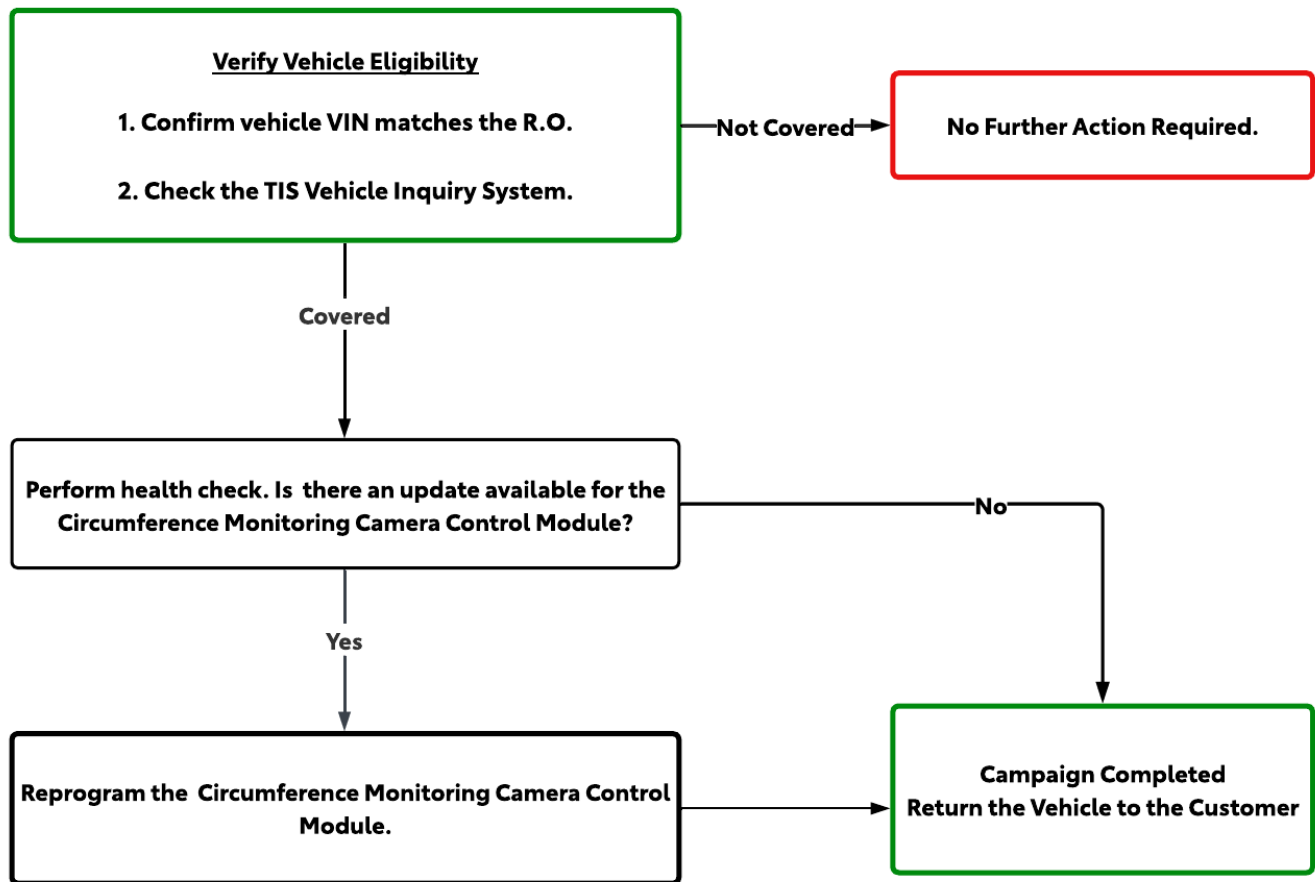 Verify Vehicle Eligibility
1. Confirm vehicle VIN matches the R.O.
2. Check the TIS Vehicle Inquiry System.
Not Covered
No Further Action Required.
Covered
Perform health check. Is  there an update available for the
Circumference Monitoring Camera Control Module?
No
Yes
Reprogram the  Circumference Monitoring Camera Control
Module.
Campaign Completed
Return the Vehicle to the Customer